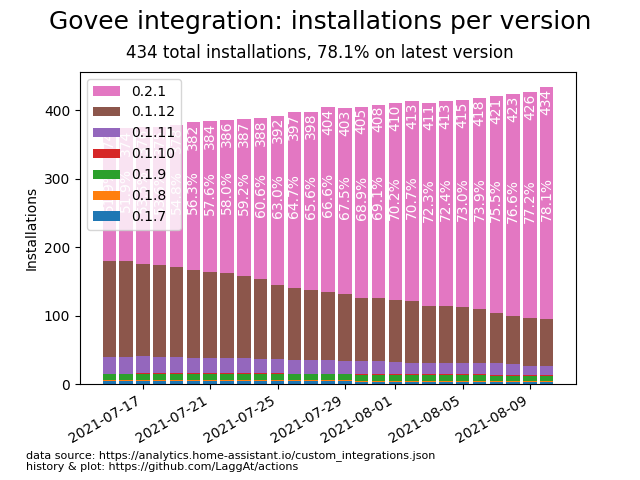 Govee integration: installations per version
434 total installations, 78.1% on latest version
Installations
400
300
200
100
0
0.2.1
0.1.12
0.1.11
0.1.10
0.1.9
0.1.8
0.1.7
382 384 386 387 388 392 397 398 404 403 405 408 410 413 411 413 415 418 421 423 426 434
54.8% 56.3% 57.6% 58.0% 59.2% 60.6% 63.0% 64.7% 65.6% 66.6% 67.5% 68.9% 69.1% 70.2% 70.7% 72.3% 72.4% 73.0% 73.9% 75.5% 76.6% 77.2% 78.1%
2021-07-17 2021-07-21 2021-07-25 2021-07-29 2021-08-01 2021-08-05 2021-08-09
data source: https://analytics.home-assistant.io/custom_integrations.json
history & plot: https://github.com/LaggAt/actions